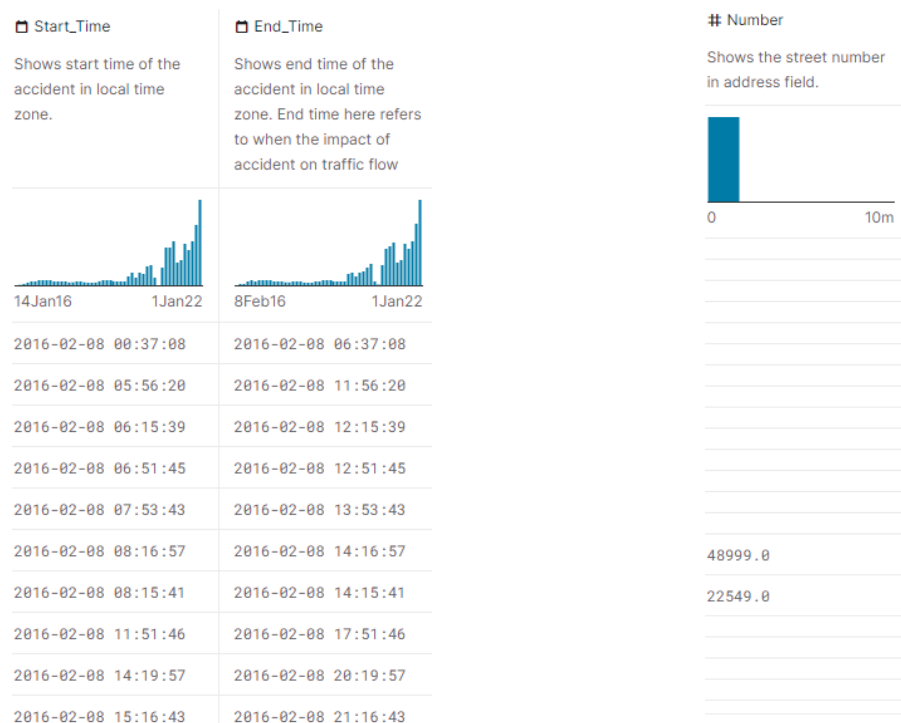 Start_Time
Shows start time of the
accident in local time
zone.
14Jan16 1Jan22
2016-02-08 00:37:08
2016-02-08 05:56:20
2016-02-08 06:15:39
2016-02-08 06:51:45
2016-02-08 07:53:43
2016-02-08 08:16:57
2016-02-08 08:15:41
2016-02-08 11:51:46
2016-02-08 14:19:57
2016-02-08 15:16:43
End_Time
Shows end time of the
accident in local time
zone. End time here refers
to when the impact of
accident on traffic flow
8Feb16 1Jan22
2016-02-08 06:37:08
2016-02-08 11:56:20
2016-02-08 12:15:39
2016-02-08 12:51:45
2016-02-08 13:53:43
2016-02-08 14:16:57
2016-02-08 14:15:41
2016-02-08 17:51:46
2016-02-08 20:19:57
2016-02-08 21:16:43
# Number
Shows the street number
in address field.
0 10m
48999.0
22549.0